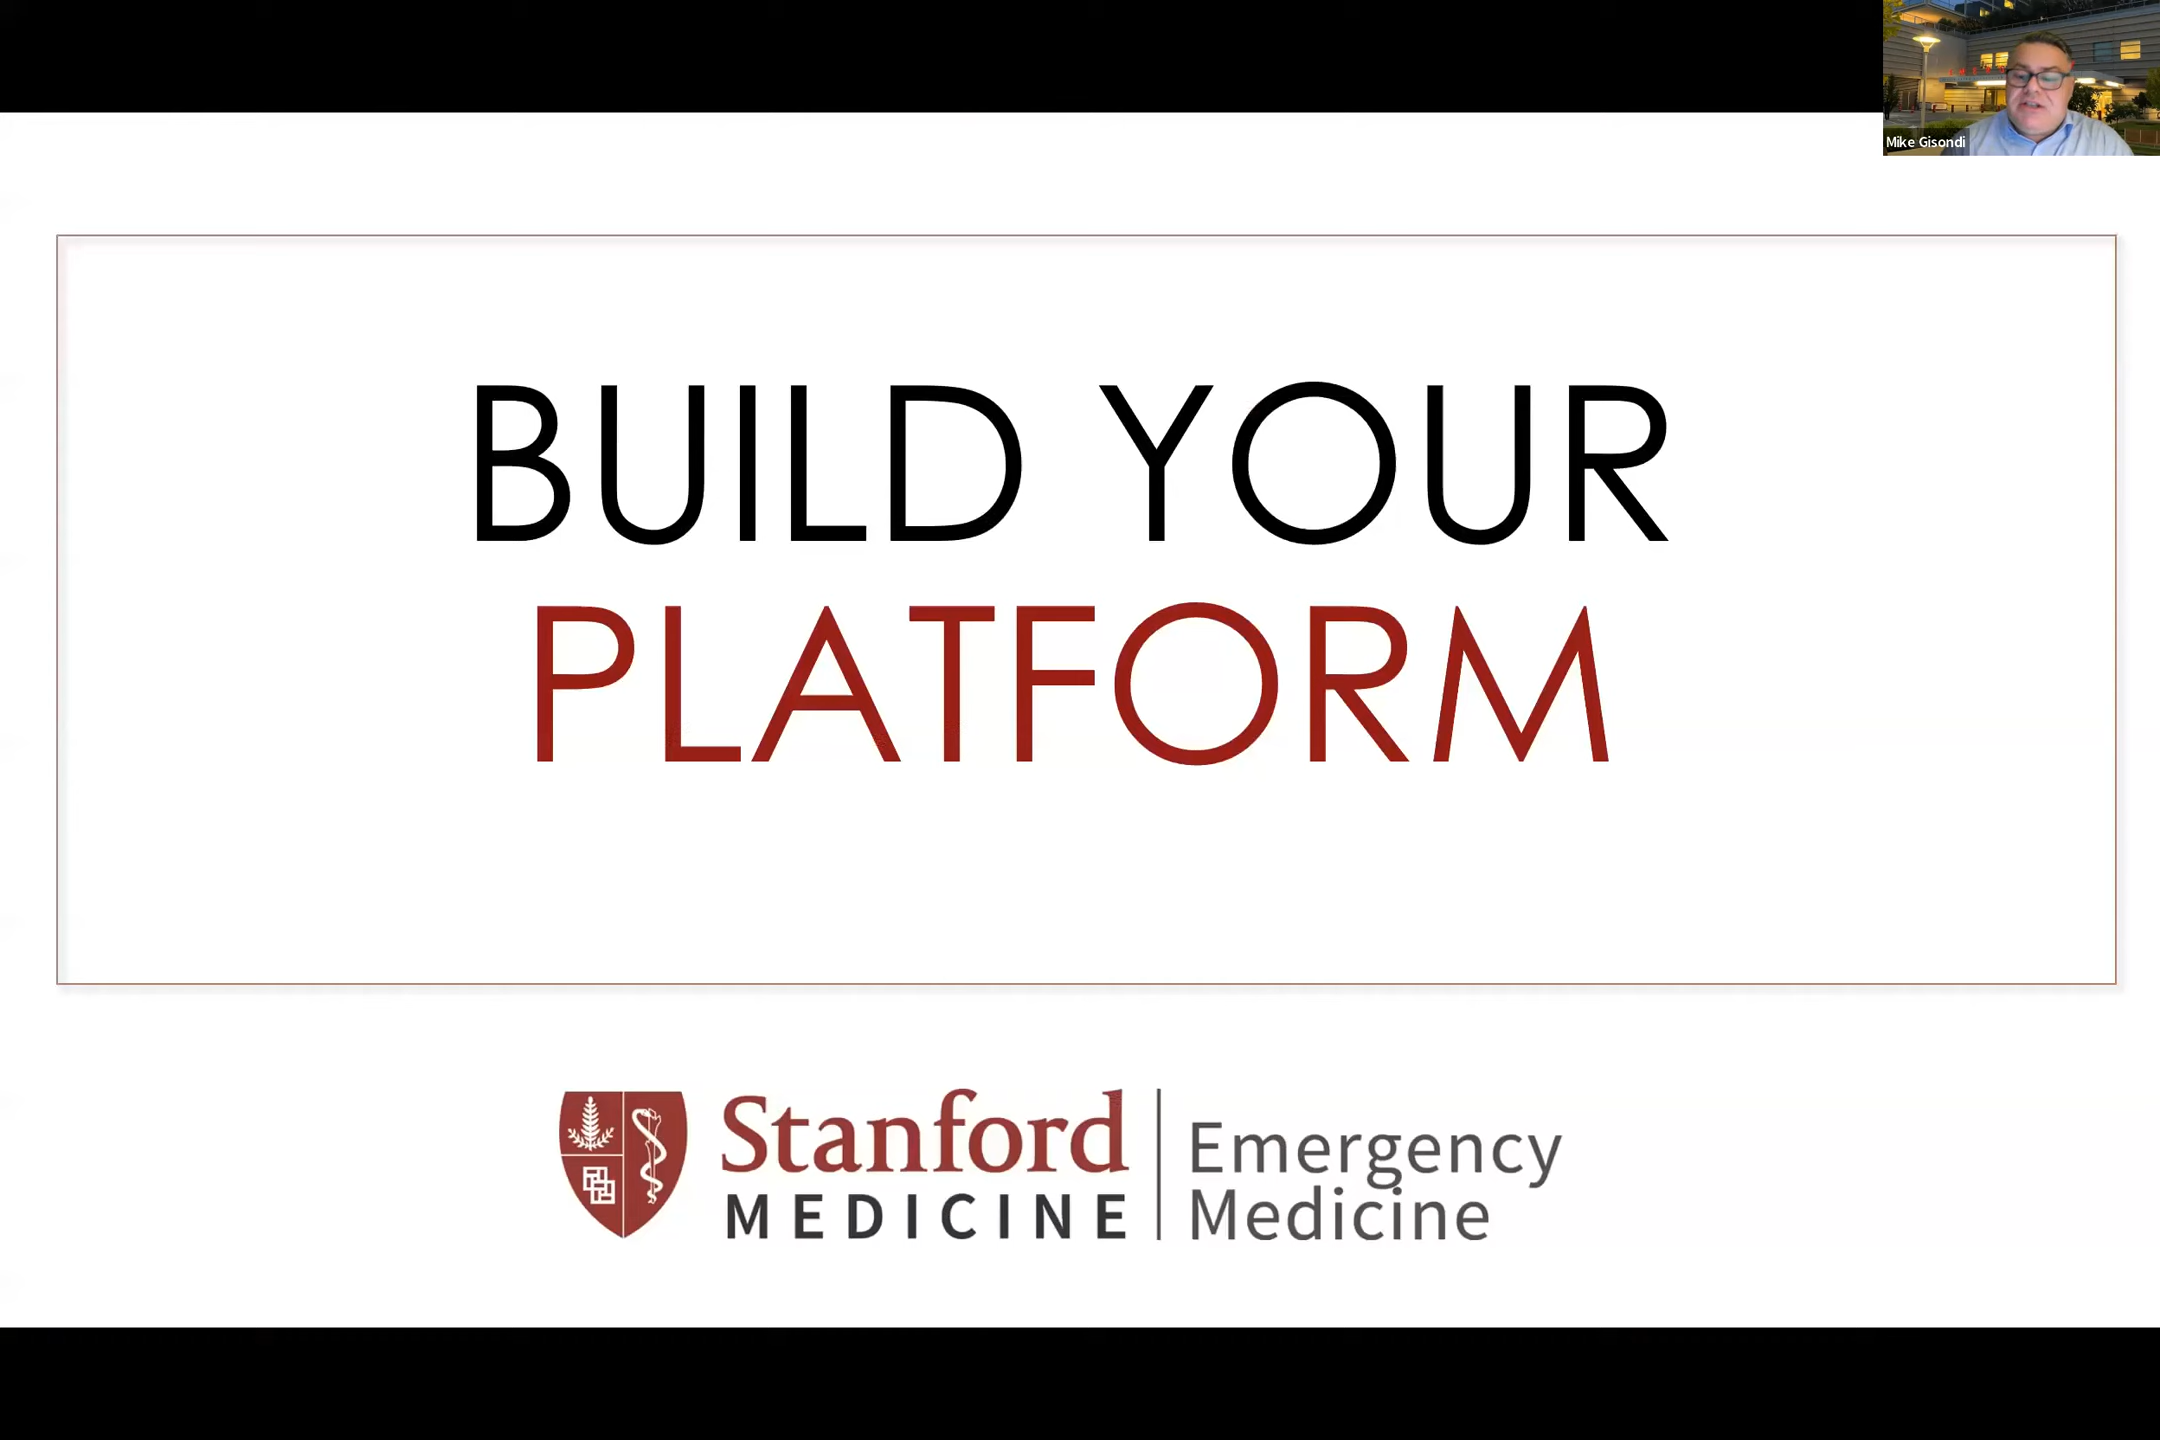 Mike Gisondi
BUILD YOUR
PLATFORM
Stanford
MEDICINE
Emergency
Medicine